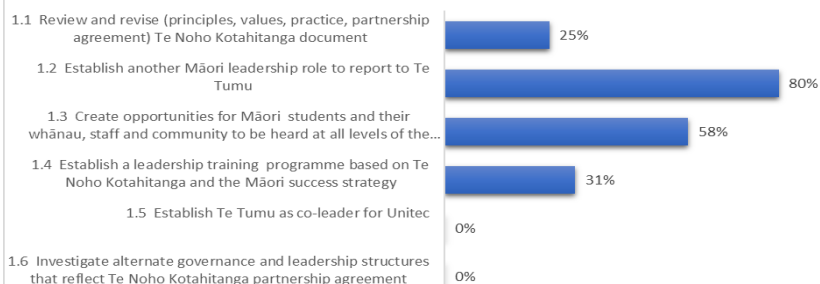 1.1 Review and revise (principles, values, practice, partnership
agreement) Te Noho Kotahitanga document
25%
1.2 Establish another Māori leadership role to report to Te
Tumu
80%
1.3 Create opportunities for Māori students and their
whānau, staff and community to be heard at all levels of the...
58%
1.4 Establish a leadership training programme based on Te
Noho Kotahitanga and the Māori success strategy
31%
1.5 Establish Te Tumu as co-leader for Unitec
0%
1.6 Investigate alternate governance and leadership structures
that reflect Te Noho Kotahitanga partnership agreement
0%